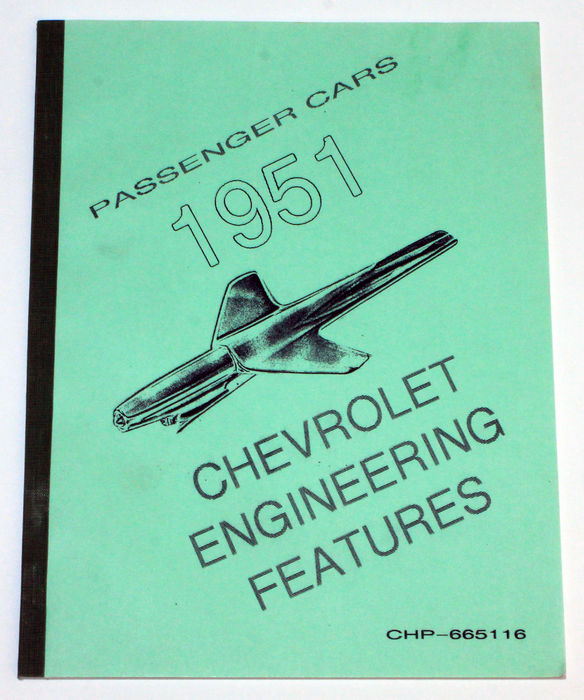 PASSENGER CARS
1951
CHEVROLET
ENGINEERING
FEATURES
CHP-665116